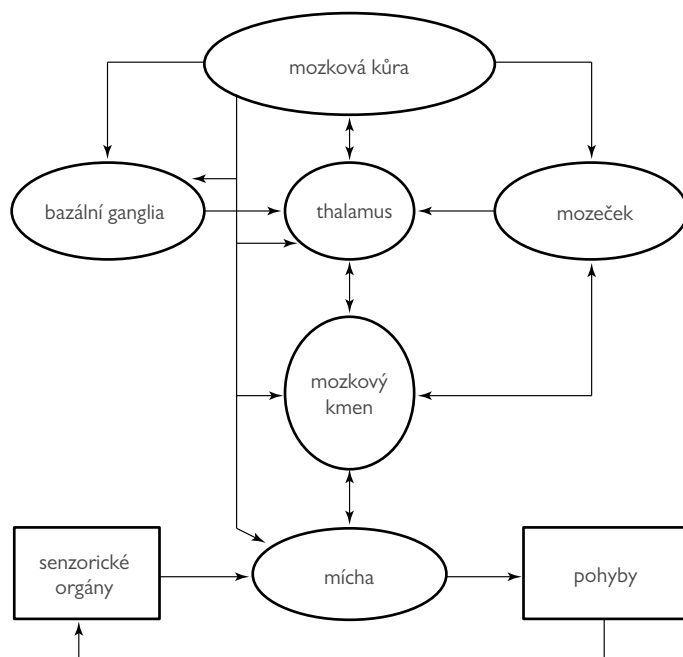 mozková kůra
bazální ganglia
thalamus
mozeček
mozkový
kmen
senzorické
orgány
mícha
pohyby